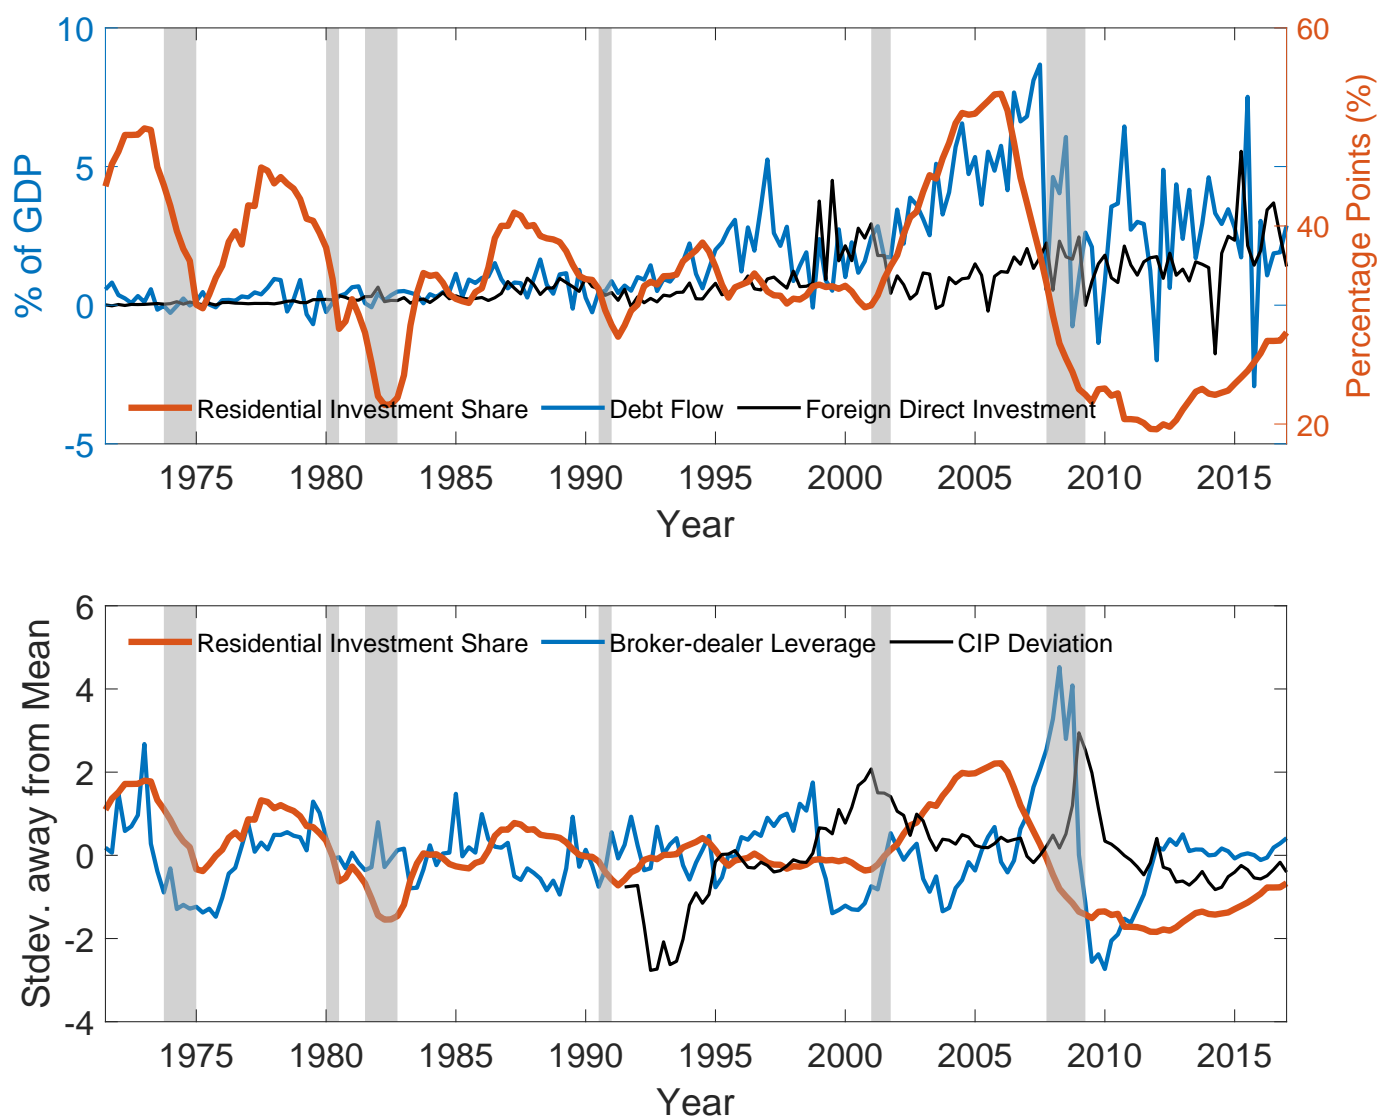 10
5
0
-5
% of GDP
60
40
20
Percentage Points (%)
Residential Investment Share Debt Flow Foreign Direct Investment
1975 1980 1985 1990 1995 2000 2005 2010 2015
Year
6
4
2
0
-2
-4
Stdev. away from Mean
Residential Investment Share Broker-dealer Leverage CIP Deviation
1975 1980 1985 1990 1995 2000 2005 2010 2015
Year